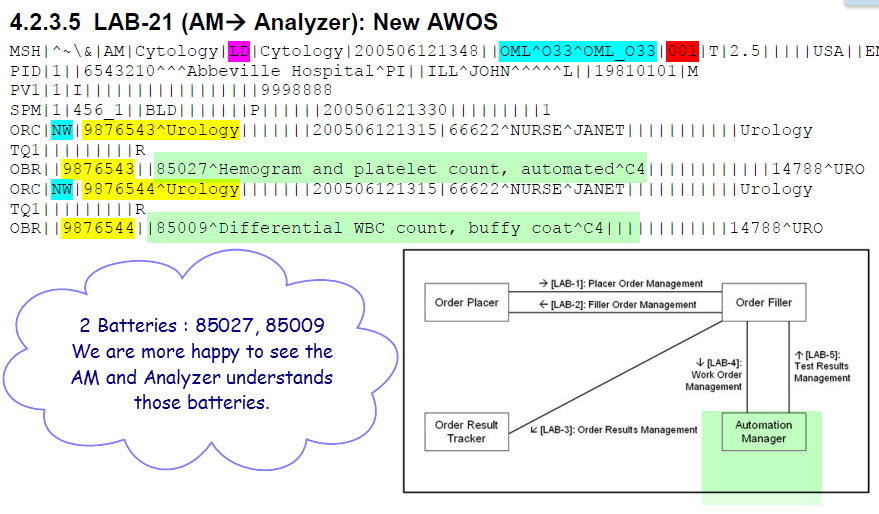 4.2.3.5 LAB-21 (AM→ Analyzer): New AWOS
MSH|^~\&|AM|Cytology|LD|Cytology|200506121348||OML^O33^OML_O33|001|T|2.5|||||USA||EN
PID|1||6543210^^^Abbeville Hospital^PI||ILL^JOHN^^^^^L||19810101|M
PV1|1|I|||||||||||||||||9998888
SPM|1|456_1||BLD|||||||P||||||200506121330|||||||||1
ORC|NW|9876543^Urology|||||||200506121315|66622^NURSE^JANET|||||||||||Urology
TQ1|||||||||R
OBR||9876543||85027^Hemogram and platelet count, automated^C4||||||||||||14788^URO
ORC|NW|9876544^Urology|||||||200506121315|66622^NURSE^JANET|||||||||||Urology
TQ1|||||||||R
OBR||9876544||85009^Differential WBC count, buffy coat^C4||||||||||||14788^URO
2 Batteries : 85027, 85009
We are more happy to see the
AM and Analyzer understands
those batteries.
Order Placer
→ [LAB-1]: Placer Order Management
← [LAB-2]: Filler Order Management
Order Filler
↓ [LAB-4]:
Work Order
Management
↑ [LAB-5]:
Test Results
Management
Order Result
Tracker
↙ [LAB-3]: Order Results Management
Automation
Manager